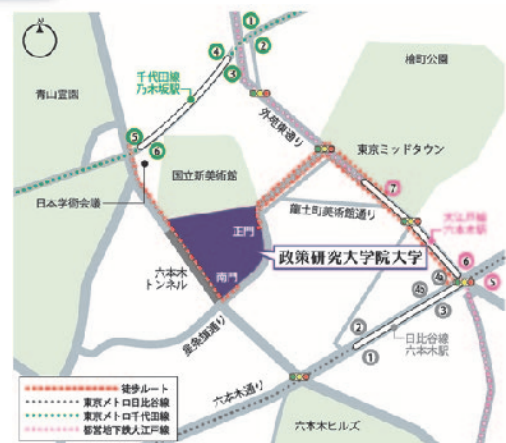 ①
②
④
③
千代田線
乃木坂駅
檜町公園
青山霊園
外苑東通り
⑤
⑥
東京ミッドタウン
国立新美術館
日本学術会議
⑦
龍土町美術館通り
大江戸線
六本木駅
正門
政策研究大学院大学
六本木
トンネル
南門
⑥
⑤
④a
④b
③
②
①
日比谷線
六本木駅
星条旗通り
六本木通り
六本木ヒルズ
徒歩ルート
東京メトロ日比谷線
東京メトロ千代田線
都営地下鉄大江戸線